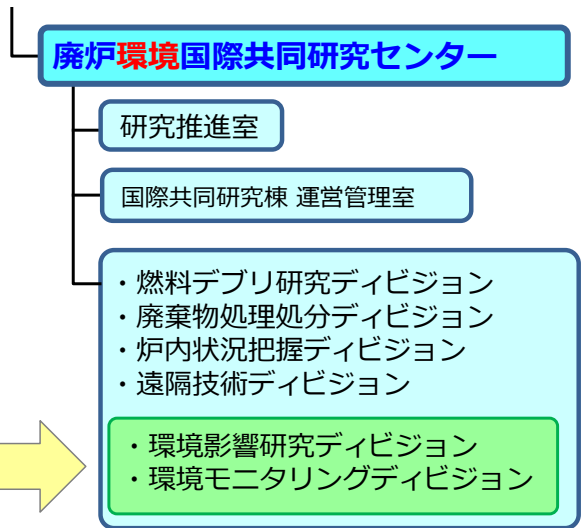 廃炉環境国際共同研究センター
研究推進室
国際共同研究棟 運営管理室
・燃料デブリ研究ディビジョン
・廃棄物処理処分ディビジョン
・炉内状況把握ディビジョン
・遠隔技術ディビジョン
・環境影響研究ディビジョン
・環境モニタリングディビジョン